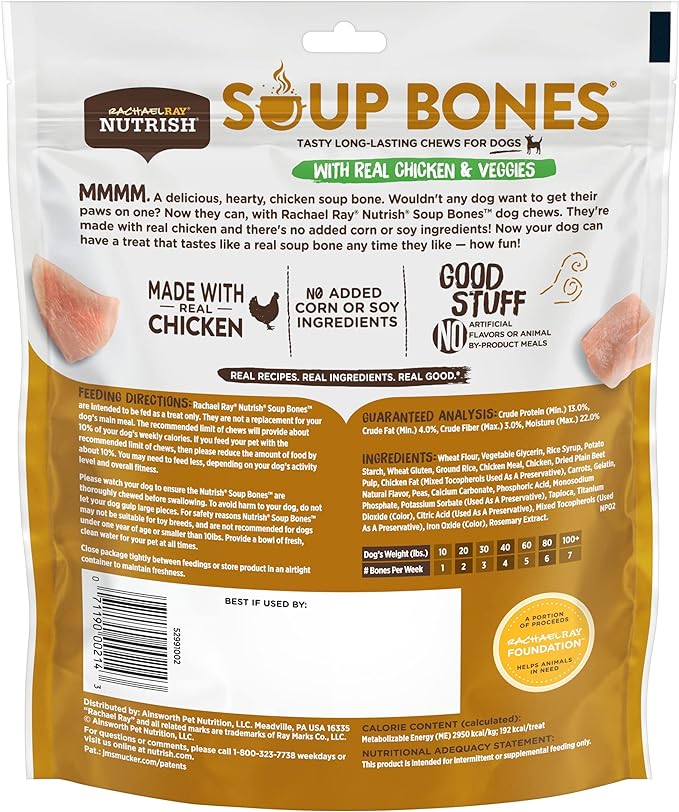 RACHAELRAY®
NUTRISH®
SOUP BONES®
TASTY LONG-LASTING CHEWS FOR DOGS
WITH REAL CHICKEN & VEGGIES
MMMM. A delicious, hearty, chicken soup bone. Wouldn't any dog want to get their
paws on one? Now they can, with Rachael Ray® Nutrish® Soup Bones™ dog chews. They're
made with real chicken and there's no added corn or soy ingredients! Now your dog can
have a treat that tastes like a real soup bone any time they like — how fun!
MADE WITH
REAL
CHICKEN
NO ADDED
CORN OR SOY
INGREDIENTS
GOOD
STUFF
NO ARTIFICIAL
FLAVORS OR ANIMAL
BY-PRODUCT MEALS
REAL RECIPES. REAL INGREDIENTS. REAL GOOD.®
FEEDING DIRECTIONS: Rachael Ray® Nutrish® Soup Bones™
are intended to be fed as a treat only. They are not a replacement for your
dog's main meal. The recommended limit of chews will provide about
10% of your dog's weekly calories. If you feed your pet with the
recommended limit of chews, then please reduce the amount of food by
about 10%. You may need to feed less, depending on your dog's activity
level and overall fitness.
Please watch your dog to ensure the Nutrish® Soup Bones™ are
thoroughly chewed before swallowing. To avoid harm to your dog, do not
let your dog gulp large pieces. For safety reasons Nutrish® Soup Bones™
may not be suitable for toy breeds, and are not recommended for dogs
under one year of age or smaller than 10lbs. Provide a bowl of fresh,
clean water for your pet at all times.
Close package tightly between feedings or store product in an airtight
container to maintain freshness.
GUARANTEED ANALYSIS: Crude Protein (Min.) 13.0%,
Crude Fat (Min.) 4.0%, Crude Fiber (Max.) 3.0%, Moisture (Max.) 22.0%
INGREDIENTS: Wheat Flour, Vegetable Glycerin, Rice Syrup, Potato
Starch, Wheat Gluten, Ground Rice, Chicken Meal, Chicken, Dried Plain Beet
Pulp, Chicken Fat (Mixed Tocopherols Used As A Preservative), Carrots, Gelatin,
Natural Flavor, Peas, Calcium Carbonate, Phosphoric Acid, Monosodium
Phosphate, Potassium Sorbate (Used As A Preservative), Tapioca, Titanium
Dioxide (Color), Citric Acid (Used As A Preservative), Mixed Tocopherols (Used
As A Preservative), Iron Oxide (Color), Rosemary Extract. NP02
Dog's Weight (lbs.) 10 20 30 40 60 80 100+
# Bones Per Week 1 2 3 4 5 6 7
0 71190 00214 3
52991002
BEST IF USED BY:
A PORTION
OF PROCEEDS
RACHAELRAY
FOUNDATION™
HELPS ANIMALS
IN NEED
Distributed by: Ainsworth Pet Nutrition, LLC. Meadville, PA USA 16335
"Rachael Ray" and all related marks are trademarks of Ray Marks Co., LLC.
© Ainsworth Pet Nutrition, LLC.
For questions or comments, please call 1-800-323-7738 weekdays or
visit us online at nutrish.com.
Pat.: jmsmucker.com/patents
CALORIE CONTENT (calculated):
Metabolizable Energy (ME) 2950 kcal/kg; 192 kcal/treat
NUTRITIONAL ADEQUACY STATEMENT:
This product is intended for intermittent or supplemental feeding only.